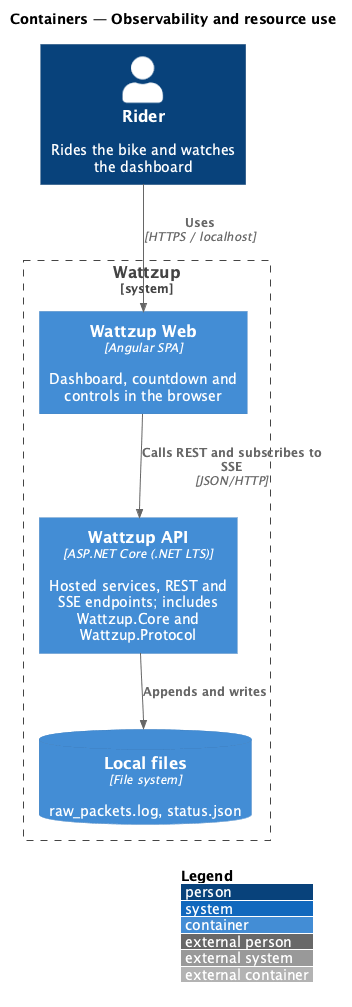 Containers — Observability and resource use
Rider
Rides the bike and watches
the dashboard
Uses
[HTTPS / localhost]
Wattzup
[system]
Wattzup Web
[Angular SPA]
Dashboard, countdown and
controls in the browser
Calls REST and subscribes to
SSE
[JSON/HTTP]
Wattzup API
[ASP.NET Core (.NET LTS)]
Hosted services, REST and
SSE endpoints; includes
Wattzup.Core and
Wattzup.Protocol
Appends and writes
Local files
[File system]
raw_packets.log, status.json
Legend
person
system
container
external person
external system
external container